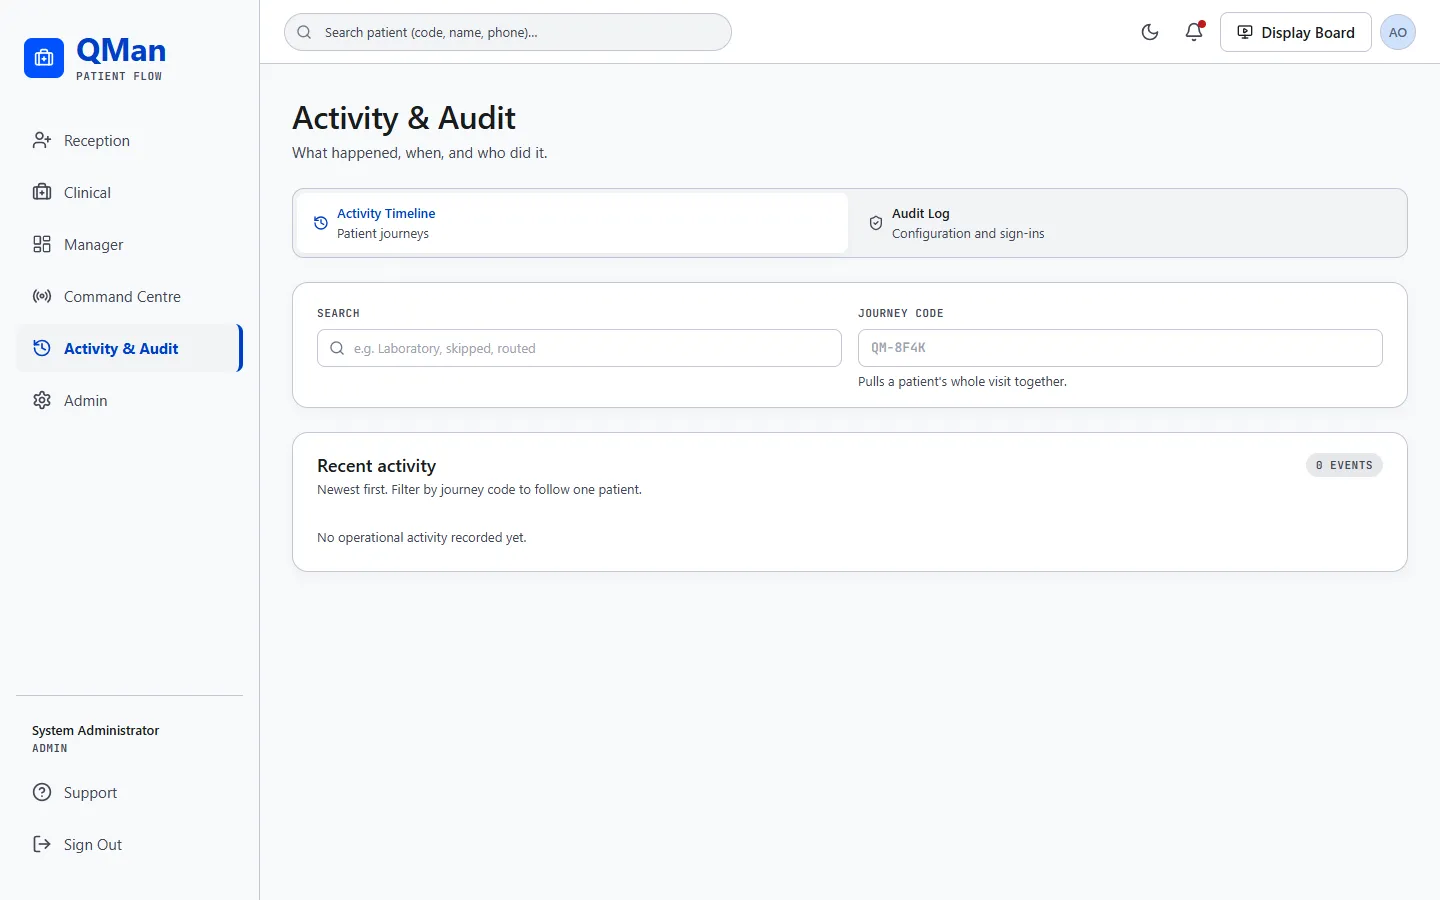 QMan
PATIENT FLOW
Search patient (code, name, phone)...
Display Board
AO
Reception
Clinical
Manager
Command Centre
Activity & Audit
Admin
System Administrator
ADMIN
Support
Sign Out
Activity & Audit
What happened, when, and who did it.
Activity Timeline
Patient journeys
Audit Log
Configuration and sign-ins
SEARCH
e.g. Laboratory, skipped, routed
JOURNEY CODE
QM-8F4K
Pulls a patient's whole visit together.
Recent activity
0 EVENTS
Newest first. Filter by journey code to follow one patient.
No operational activity recorded yet.